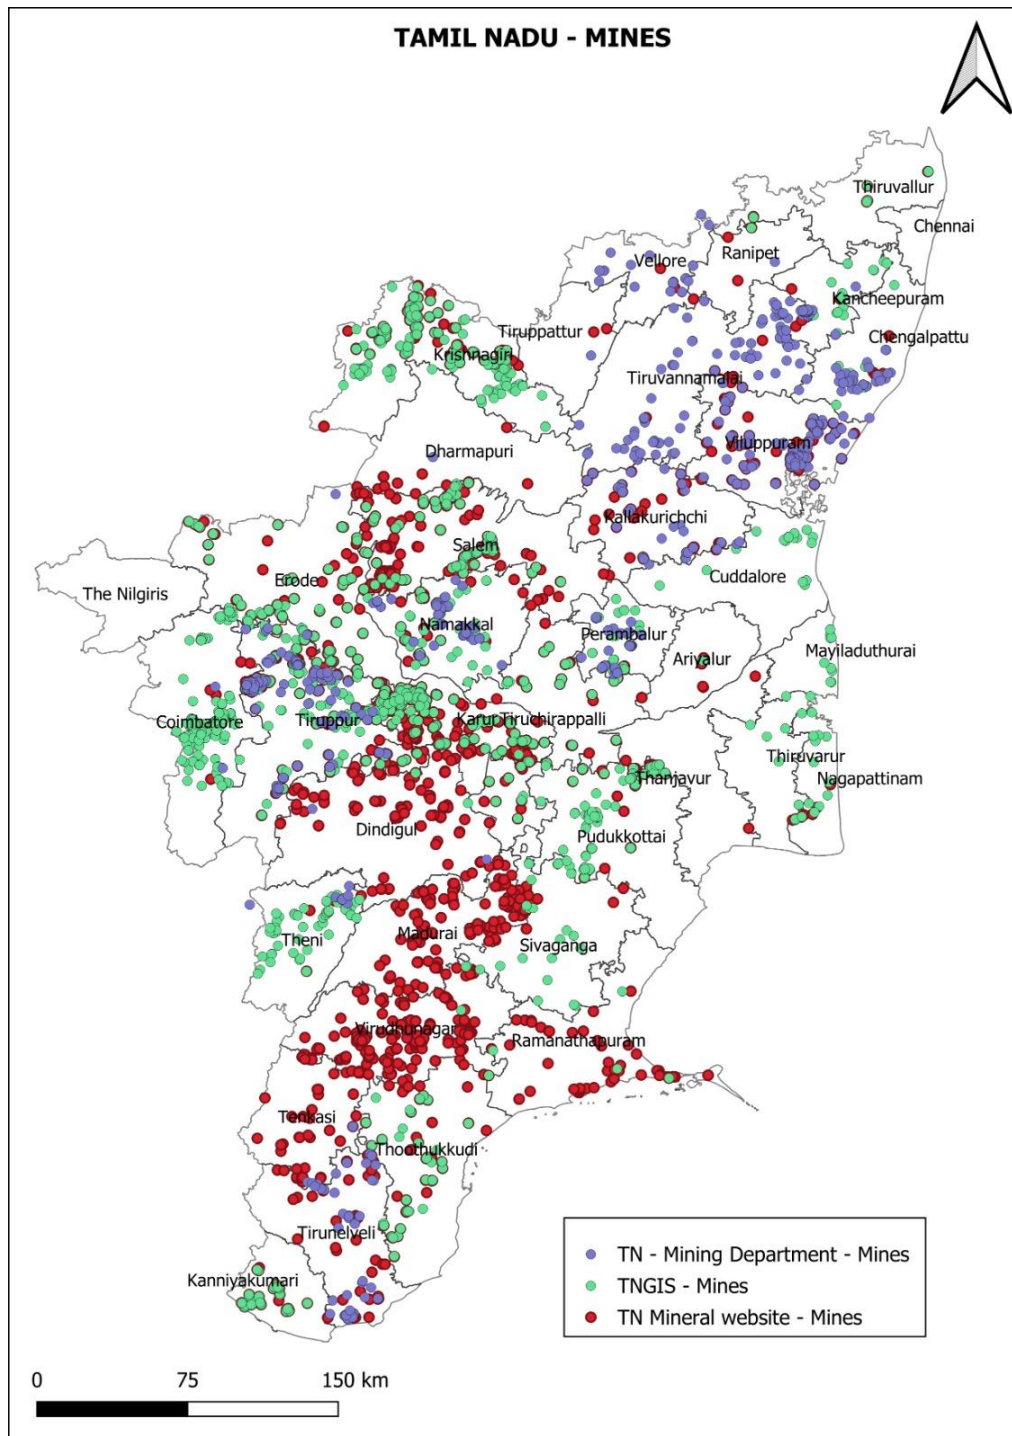 TAMIL NADU - MINES
Thiruvallur
Chennai
Ranipet
Vellore
Kancheepuram
Chengalpattu
Tiruppattur
Krishnagiri
Tiruvannamalai
Viluppuram
Dharmapuri
Kallakurichchi
Salem
Cuddalore
Erode
The Nilgiris
Namakkal
Perambalur
Ariyalur
Mayiladuthurai
Coimbatore
Tiruppur
Karur
Tiruchirappalli
Thiruvarur
Nagapattinam
Thanjavur
Dindigul
Pudukkottai
Theni
Madurai
Sivaganga
Virudhunagar
Ramanathapuram
Tenkasi
Thoothukkudi
Tirunelveli
Kanniyakumari
TN - Mining Department - Mines
TNGIS - Mines
TN Mineral website - Mines
0 75 150 km